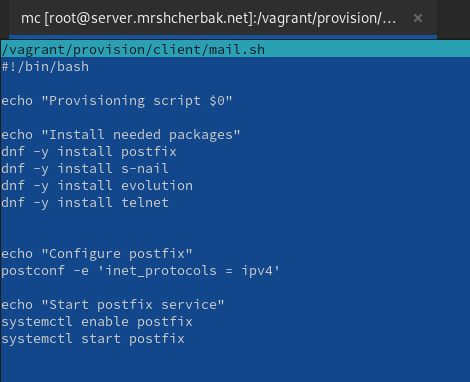 mc [root@server.mrshcherbak.net]:/vagrant/provision/... ×
/vagrant/provision/client/mail.sh
#!/bin/bash
echo "Provisioning script $0"
echo "Install needed packages"
dnf -y install postfix
dnf -y install s-nail
dnf -y install evolution
dnf -y install telnet
echo "Configure postfix"
postconf -e 'inet_protocols = ipv4'
echo "Start postfix service"
systemctl enable postfix
systemctl start postfix